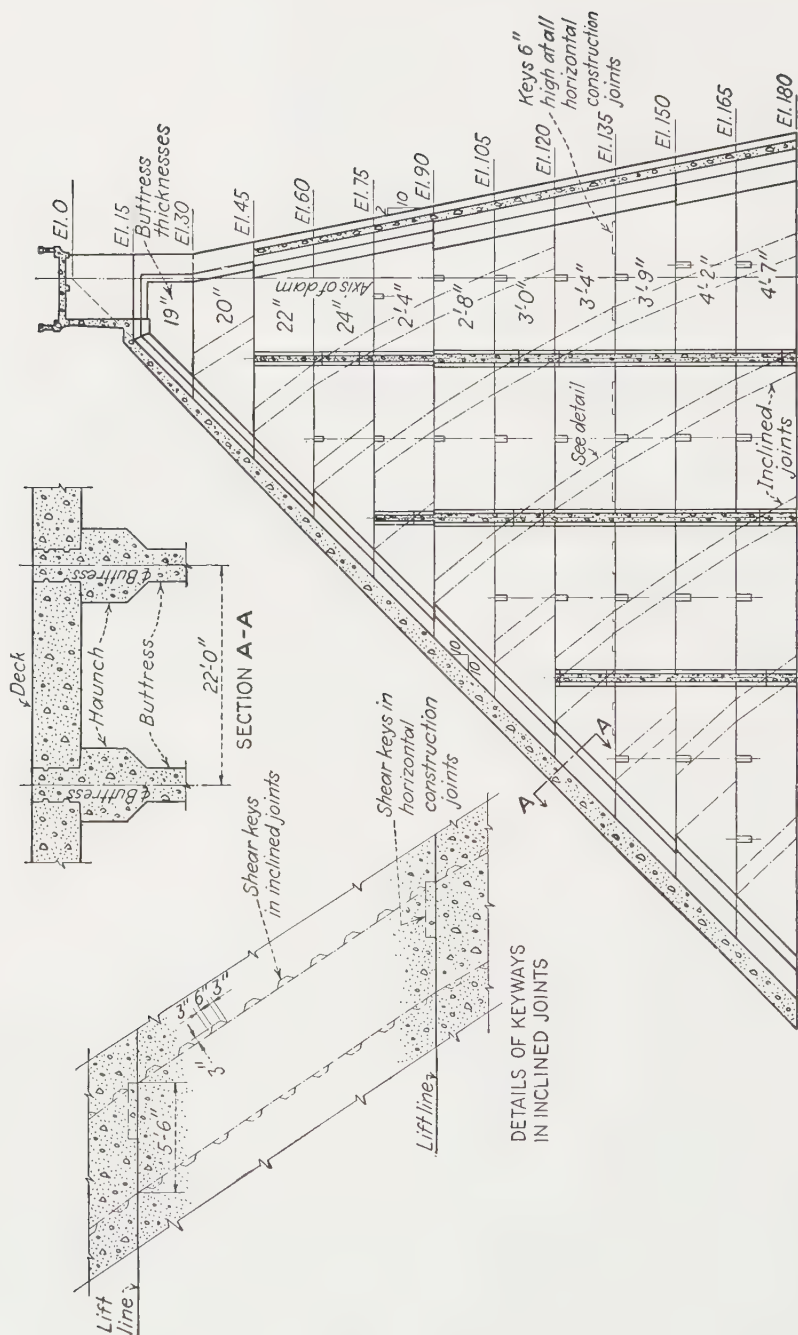 El. 0
El. 15
El. 30
El. 45
El. 60
El. 75
El. 90
El. 105
El. 120
El. 135
El. 150
El. 165
El. 180
Buttress
thicknesses
Keys 6"
high at all
horizontal
construction
joints
2
10
Axis of dam
19"
20"
22"
24"
2'-4"
2'-8"
3'-0"
3'-4"
3'-9"
4'-2"
4'-7"
See detail
Inclined
joints
10
10
A
A
Deck
Haunch
Buttress
℄ Buttress
℄ Buttress
22'-0"
SECTION A-A
Shear keys
in inclined joints
Shear keys in
horizontal
construction
joints
3" 6" 3"
3"
5'-6"
Lift
line
Lift line
DETAILS OF KEYWAYS
IN INCLINED JOINTS